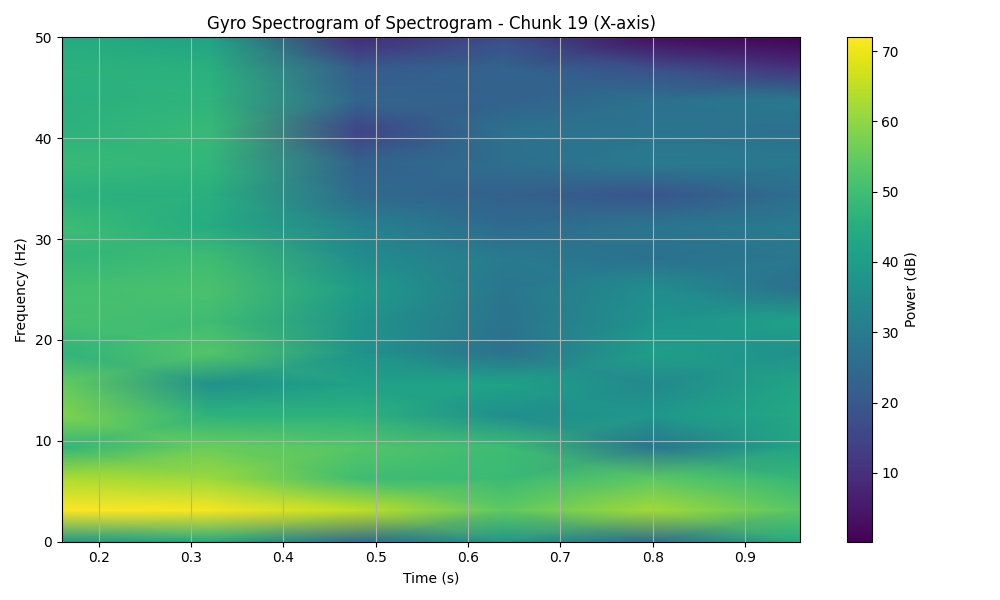 Gyro Spectrogram of Spectrogram - Chunk 19 (X-axis)
50
40
30
20
10
0
Frequency (Hz)
0.2 0.3 0.4 0.5 0.6 0.7 0.8 0.9
Time (s)
70
60
50
40
30
20
10
Power (dB)